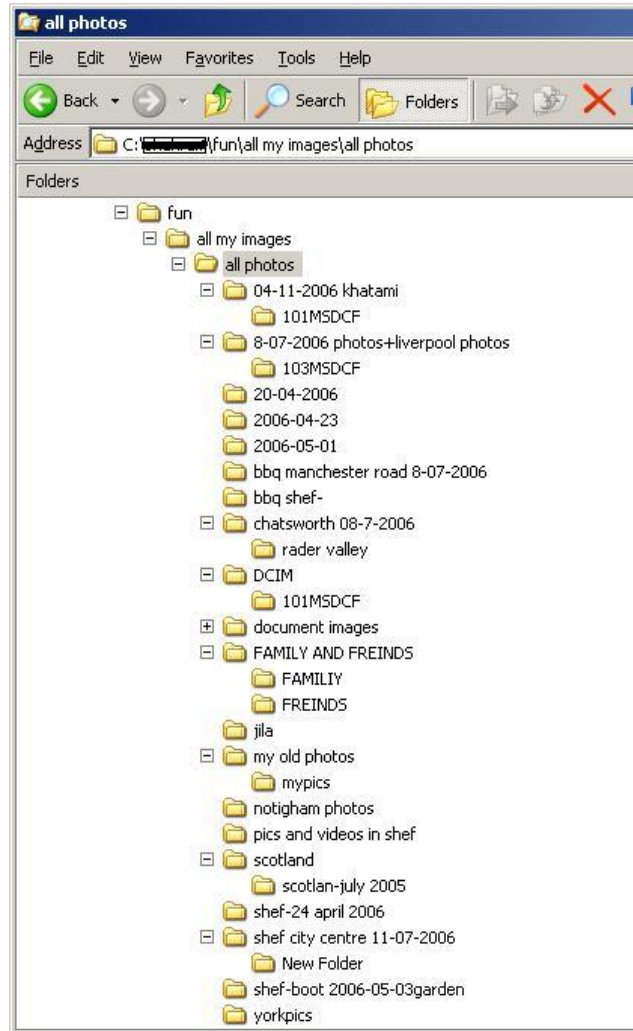 all photos
File Edit View Favorites Tools Help
Back Search Folders
Address C:\ \fun\all my images\all photos
Folders
fun
all my images
all photos
04-11-2006 khatami
101MSDCF
8-07-2006 photos+liverpool photos
103MSDCF
20-04-2006
2006-04-23
2006-05-01
bbq manchester road 8-07-2006
bbq shef-
chatsworth 08-7-2006
rader valley
DCIM
101MSDCF
document images
FAMILY AND FREINDS
FAMILIY
FREINDS
jila
my old photos
mypics
notigham photos
pics and videos in shef
scotland
scotlan-july 2005
shef-24 april 2006
shef city centre 11-07-2006
New Folder
shef-boot 2006-05-03garden
yorkpics